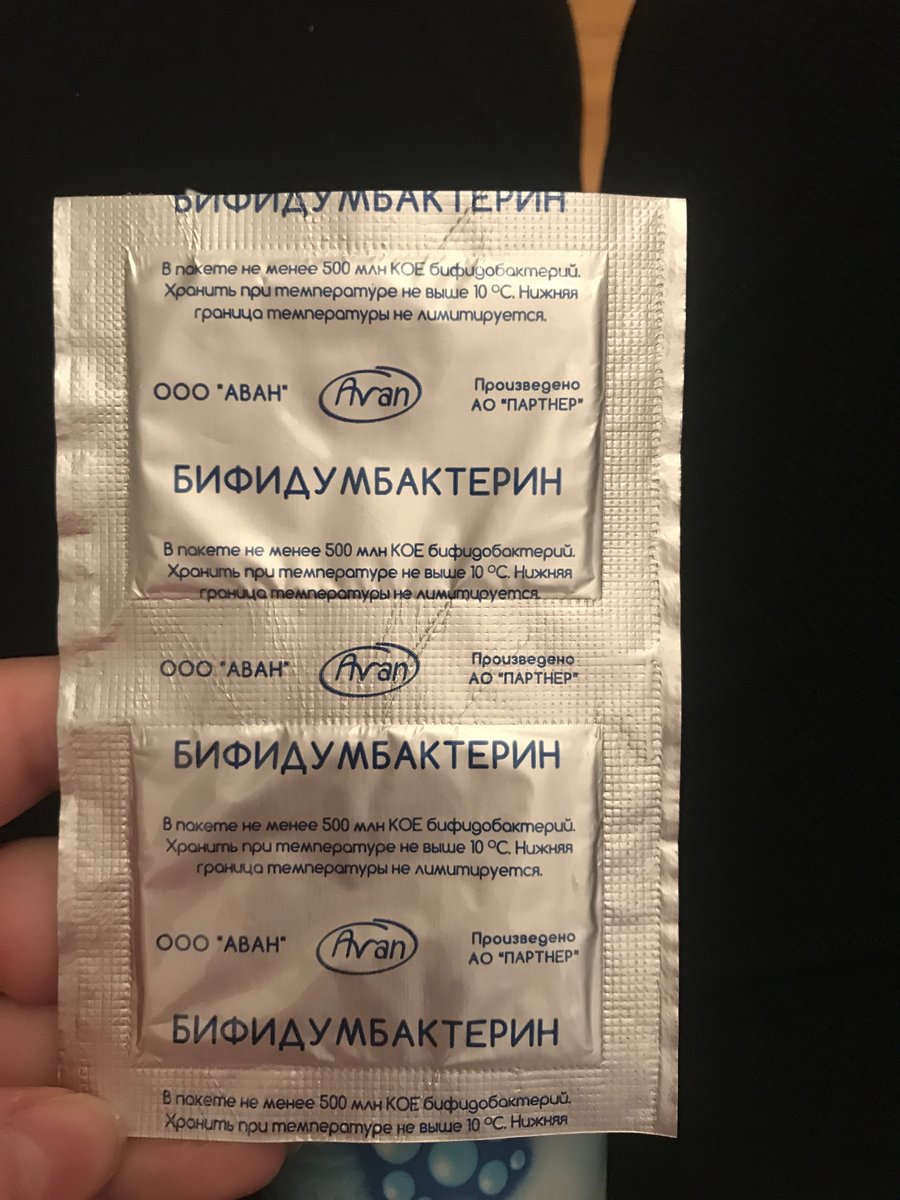 БИФИДУМБАКТЕРИН
В пакете не менее 500 млн КОЕ бифидобактерий.
Хранить при температуре не выше 10 °С. Нижняя
граница температуры не лимитируется.
ООО "АВАН"
Avan
Произведено
АО "ПАРТНЕР"
БИФИДУМБАКТЕРИН
В пакете не менее 500 млн КОЕ бифидобактерий.
Хранить при температуре не выше 10 °С. Нижняя
граница температуры не лимитируется.
ООО "АВАН"
Avan
Произведено
АО "ПАРТНЕР"
БИФИДУМБАКТЕРИН
В пакете не менее 500 млн КОЕ бифидобактерий.
Хранить при температуре не выше 10 °С. Нижняя
граница температуры не лимитируется.
ООО "АВАН"
Avan
Произведено
АО "ПАРТНЕР"
БИФИДУМБАКТЕРИН
В пакете не менее 500 млн КОЕ бифидобактерий.
Хранить при температуре не выше 10 °С. Нижняя